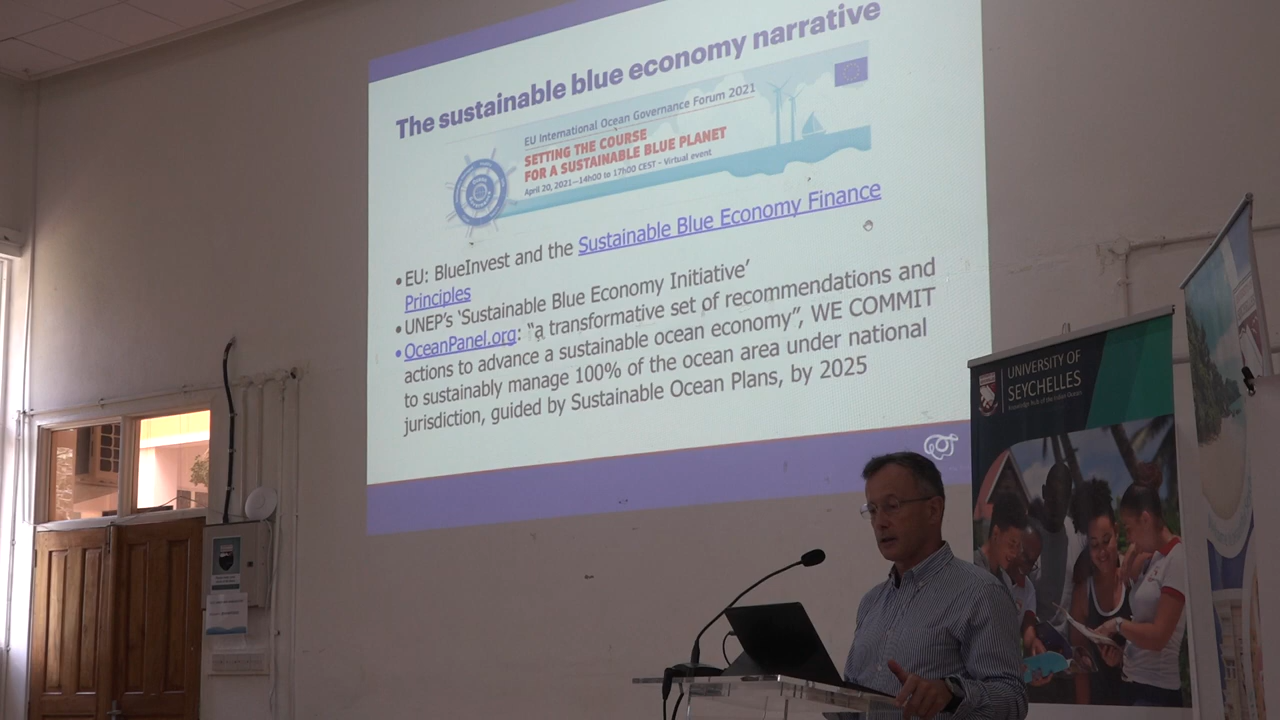 The sustainable blue economy narrative
EU International Ocean Governance Forum 2021
SETTING THE COURSE
FOR A SUSTAINABLE BLUE PLANET
April 20, 2021—14h00 to 17h00 CEST - Virtual event
•EU: BlueInvest and the Sustainable Blue Economy Finance
Principles
•UNEP's ‘Sustainable Blue Economy Initiative’
•OceanPanel.org: “a transformative set of recommendations and
actions to advance a sustainable ocean economy”, WE COMMIT
to sustainably manage 100% of the ocean area under national
jurisdiction, guided by Sustainable Ocean Plans, by 2025
UNIVERSITY OF
SEYCHELLES